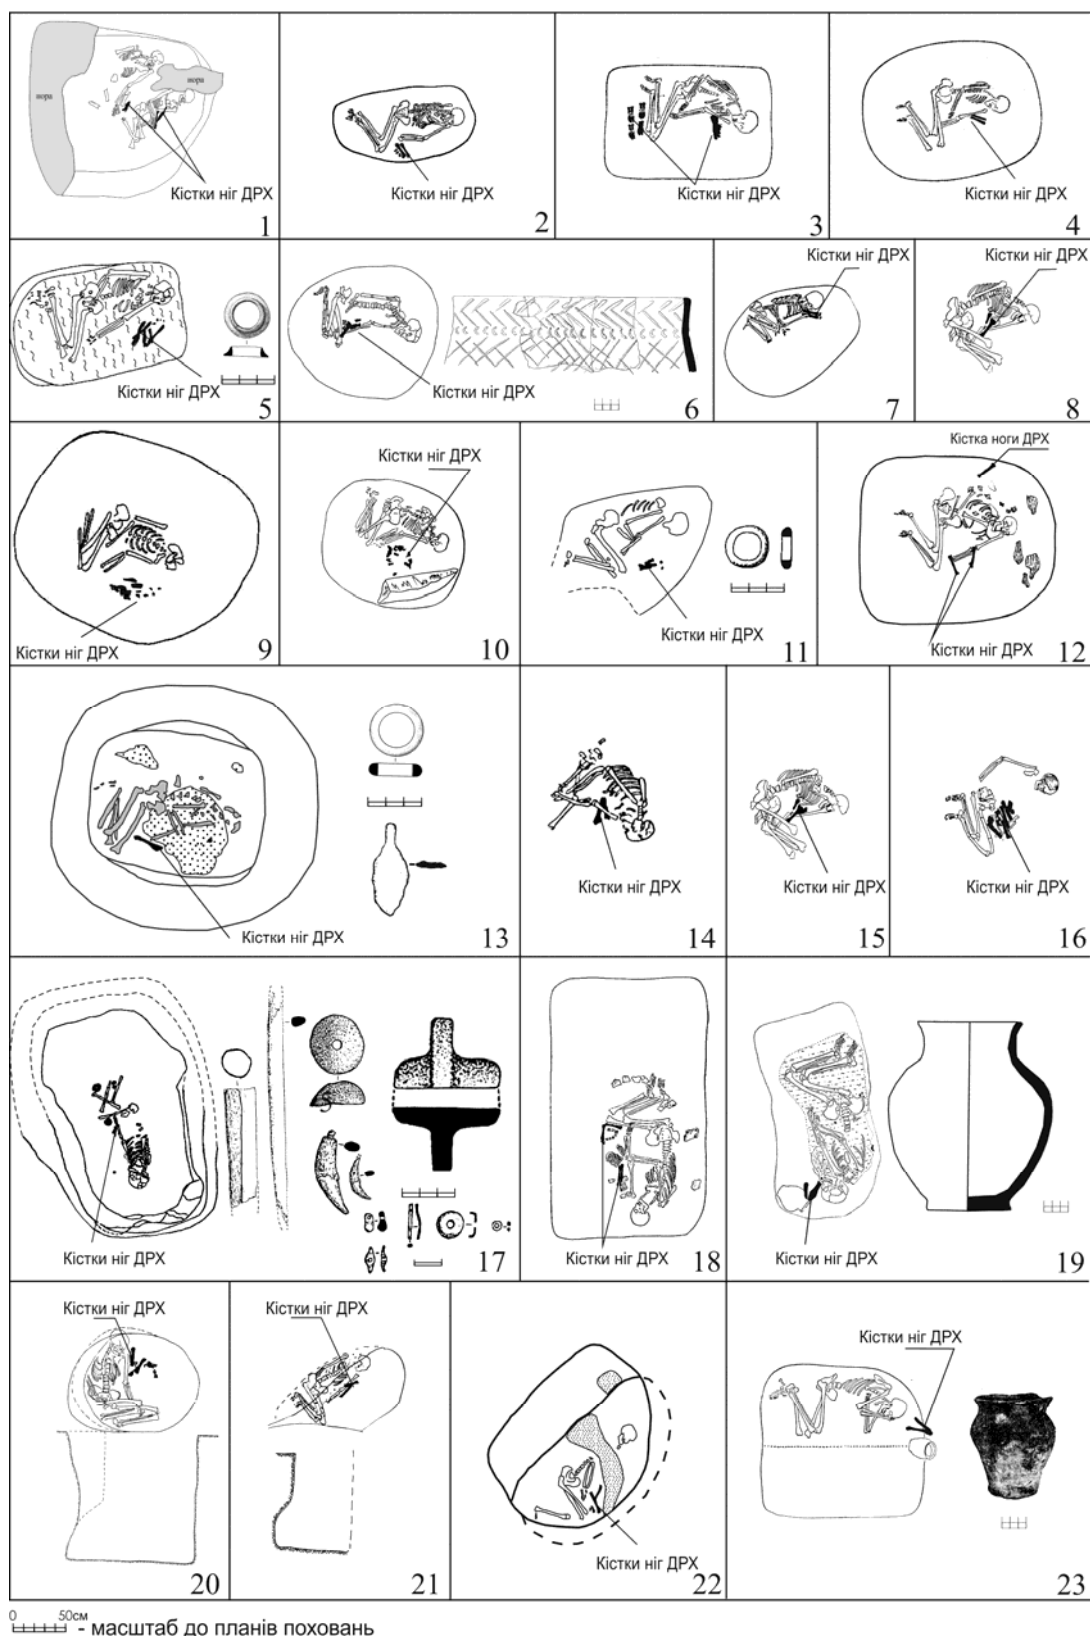 нора
нора
Кістки ніг ДРХ
1
Кістки ніг ДРХ
2
Кістки ніг ДРХ
3
Кістки ніг ДРХ
4
Кістки ніг ДРХ
5
Кістки ніг ДРХ
6
Кістки ніг ДРХ
7
Кістки ніг ДРХ
8
Кістки ніг ДРХ
9
Кістки ніг ДРХ
10
Кістки ніг ДРХ
11
Кістка ноги ДРХ
Кістки ніг ДРХ
12
Кістки ніг ДРХ
13
Кістки ніг ДРХ
14
Кістки ніг ДРХ
15
Кістки ніг ДРХ
16
Кістки ніг ДРХ
17
Кістки ніг ДРХ
18
Кістки ніг ДРХ
19
Кістки ніг ДРХ
20
Кістки ніг ДРХ
21
Кістки ніг ДРХ
22
Кістки ніг ДРХ
23
0 50см
- масштаб до планів поховань